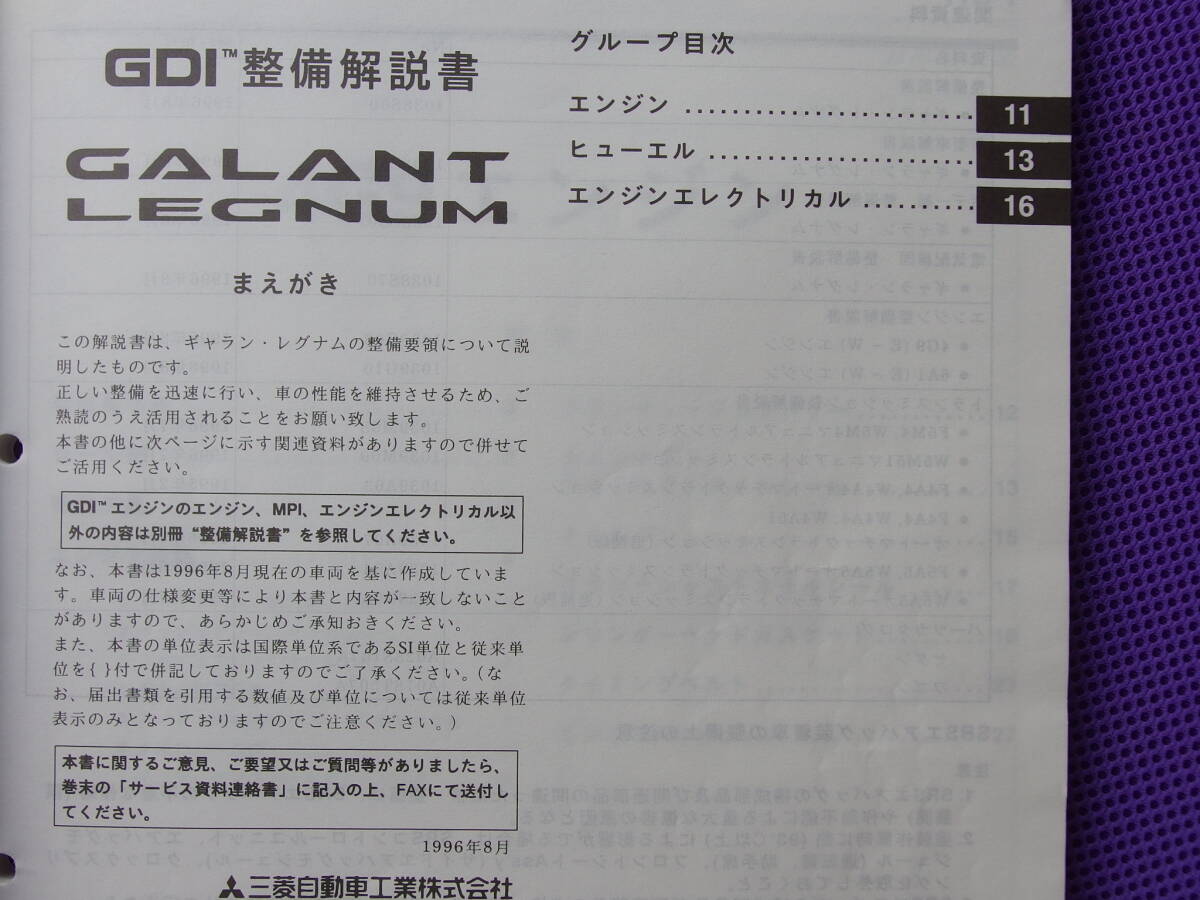 GDI™整備解説書
GALANT
LEGNUM
まえがき
この解説書は、ギャラン・レグナムの整備要領について説
明したものです。
正しい整備を迅速に行い、車の性能を維持させるため、ご
熟読のうえ活用されることをお願い致します。
本書の他に次ページに示す関連資料がありますので併せて
ご活用ください。
GDI™エンジンのエンジン、MPI、エンジンエレクトリカル以
外の内容は別冊“整備解説書”を参照してください。
なお、本書は1996年8月現在の車両を基に作成していま
す。車両の仕様変更等により本書と内容が一致しないこと
がありますので、あらかじめご承知おきください。
また、本書の単位表示は国際単位系であるSI単位と従来単
位を{ }付で併記しておりますのでご了承ください。(な
お、届出書類を引用する数値及び単位については従来単位
表示のみとなっておりますのでご注意ください。)
本書に関するご意見、ご要望又はご質問等がありましたら、
巻末の「サービス資料連絡書」に記入の上、FAXにて送付し
てください。
1996年8月
三菱自動車工業株式会社
グループ目次
エンジン ........................ 11
ヒューエル ...................... 13
エンジンエレクトリカル .......... 16